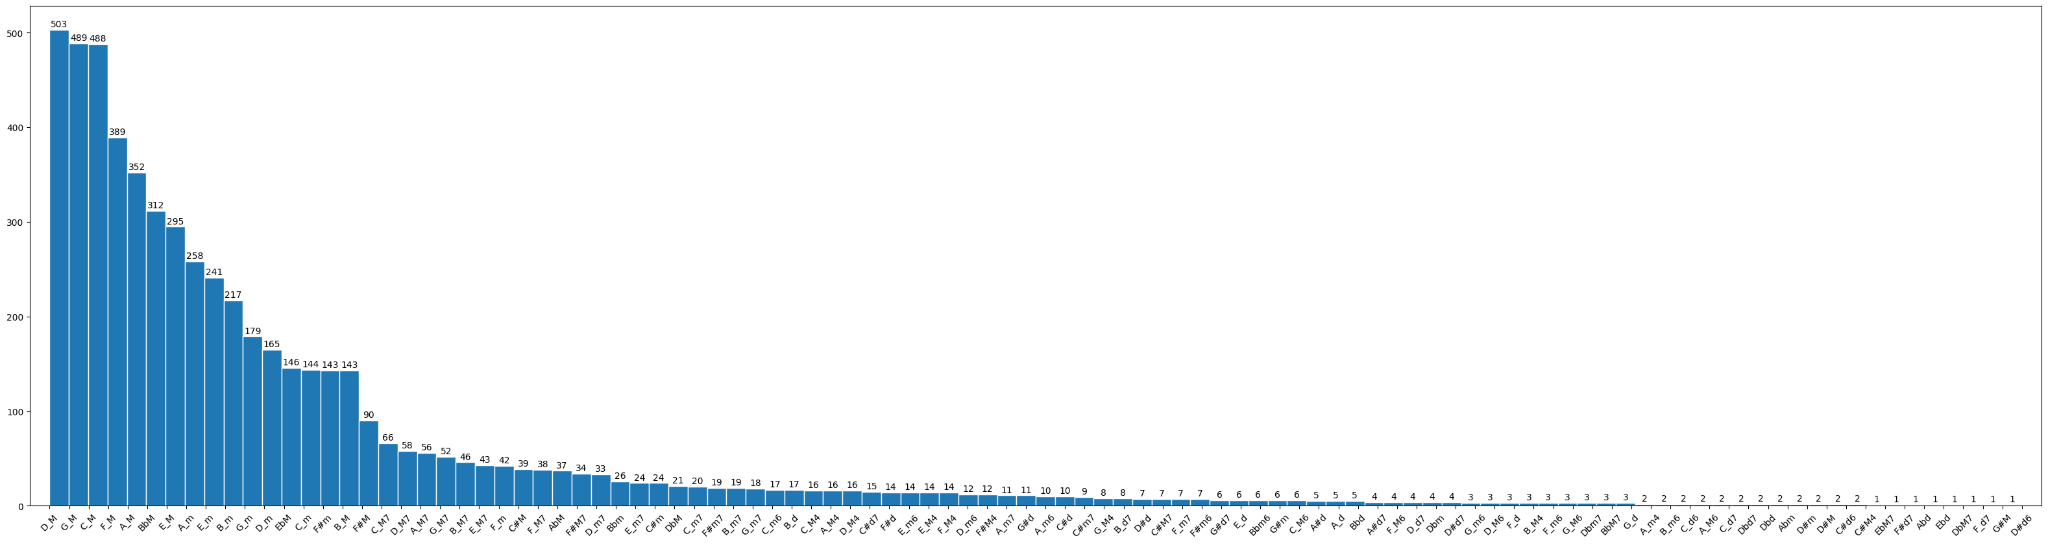 503
489
488
500
389
400
352
312
295
300
258
241
217
200
179
165
146
144
143
143
100
90
66
58
56
52
46
43
42
39
38
37
34
33
26
24
24
21
20
19
19
18
17
17
16
16
16
15
14
14
14
14
12
12
11
11
10
10
9
8
8
7
7
7
7
6
6
6
6
6
5
5
5
4
4
4
4
4
3
3
3
3
3
3
3
3
3
2
2
2
2
2
2
2
2
2
2
2
2
1
1
1
1
1
1
1
1
0
D_M
G_M
C_M
F_M
A_M
BbM
E_M
A_m
E_m
B_m
G_m
D_m
EbM
C_m
F#m
B_M
F#M
C_M7
D_M7
A_M7
G_M7
B_M7
E_M7
F_m
C#M
F_M7
AbM
F#M7
D_m7
Bbm
E_m7
C#m
DbM
C_m7
F#m7
B_m7
G_m7
C_m6
B_d
C_M4
A_M4
D_M4
C#d7
F#d
E_m6
E_M4
F_M4
D_m6
F#M4
A_m7
G#d
A_m6
C#d
C#m7
G_M4
B_d7
D#d
C#M7
F_m7
F#m6
G#d7
E_d
Bbm6
G#m
C_M6
A#d
A_d
Bbd
A#d7
F_M6
D_d7
Dbm
D#d7
G_m6
D_M6
F_d
B_M4
F_m6
G_M6
Dbm7
BbM7
G_d
A_m4
B_m6
C_d6
A_M6
C_d7
Dbd7
Dbd
Abm
D#m
D#M
C#d6
C#M4
EbM7
F#d7
Abd
Ebd
DbM7
F_d7
G#M
D#d6